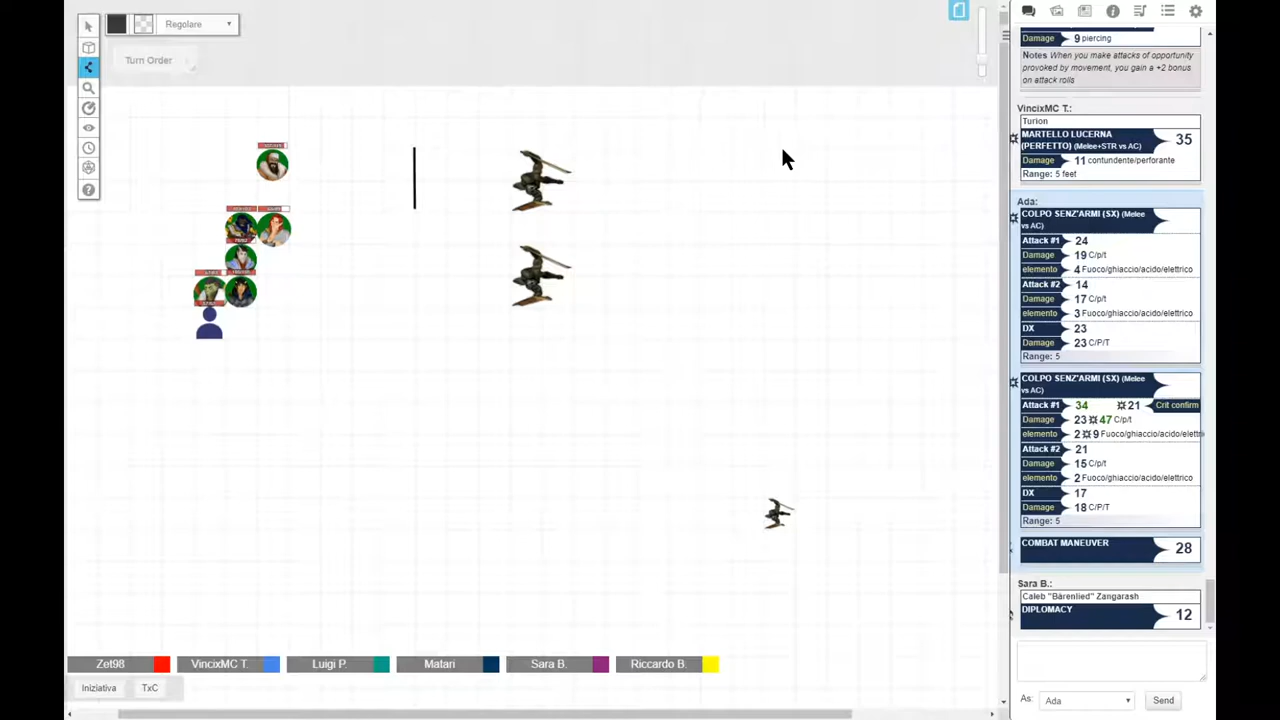 Regolare
Turn Order
Damage 9 piercing
Notes When you make attacks of opportunity
provoked by movement, you gain a +2 bonus
on attack rolls
VincixMC T.:
Turion
MARTELLO LUCERNA
(PERFETTO) (Melee+STR vs AC) 35
Damage 11 contundente/perforante
Range: 5 feet
Ada:
COLPO SENZ'ARMI (SX) (Melee
vs AC)
Attack #1 24
Damage 19 C/p/t
elemento 4 Fuoco/ghiaccio/acido/elettrico
Attack #2 14
Damage 17 C/p/t
elemento 3 Fuoco/ghiaccio/acido/elettrico
DX 23
Damage 23 C/P/T
Range: 5
COLPO SENZ'ARMI (SX) (Melee
vs AC)
Attack #1 34 21 Crit confirm
Damage 23 47 C/p/t
elemento 2 9 Fuoco/ghiaccio/acido/elettr
Attack #2 21
Damage 15 C/p/t
elemento 2 Fuoco/ghiaccio/acido/elettrico
DX 17
Damage 18 C/P/T
Range: 5
COMBAT MANEUVER 28
Sara B.:
Caleb "Barenlied" Zangarash
DIPLOMACY 12
Zet98 VincixMC T. Luigi P. Matari Sara B. Riccardo B.
Iniziativa TxC
As: Ada Send